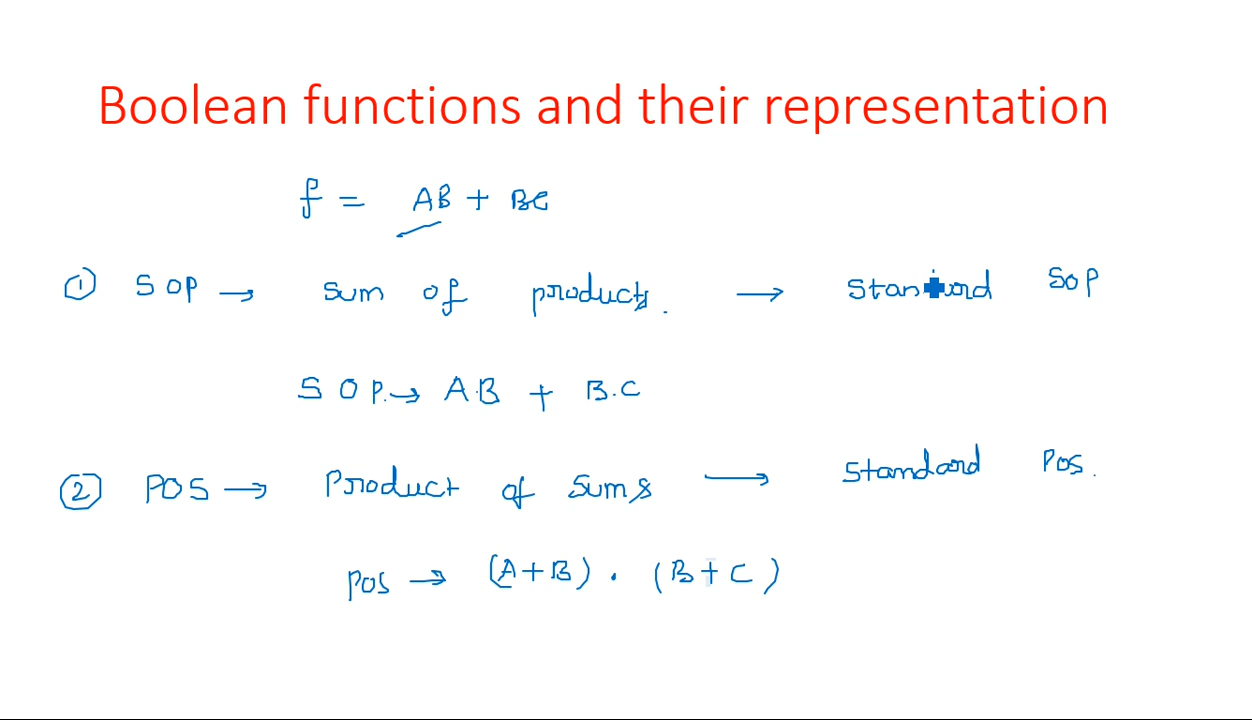 Boolean functions and their representation
f = AB + BC
① SOP → Sum of products. → Standard SOP
SOP. → A.B + B.C
② POS → Product of Sums → Standard POS.
POS → (A+B) . (B+C)